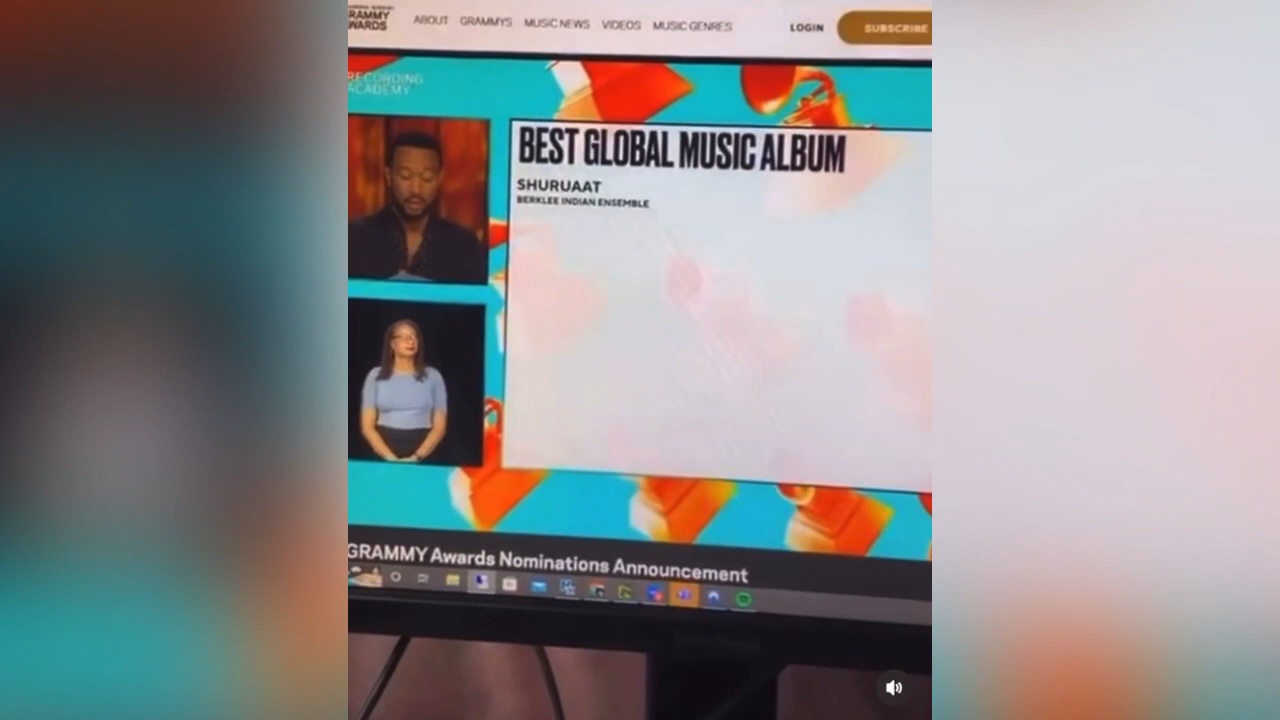 GRAMMY
AWARDS
ABOUT GRAMMYS MUSIC NEWS VIDEOS MUSIC GENRES LOGIN SUBSCRIBE
RECORDING
ACADEMY
BEST GLOBAL MUSIC ALBUM
SHURUAAT
BERKLEE INDIAN ENSEMBLE
GRAMMY Awards Nominations Announcement